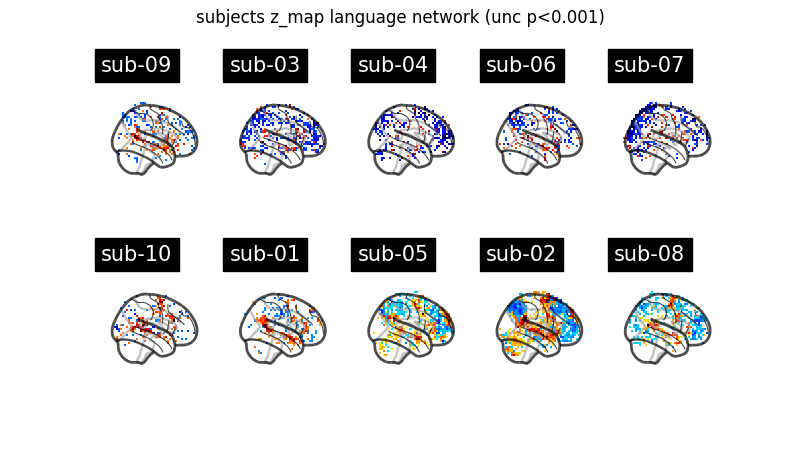 subjects z_map language network (unc p<0.001)
sub-09 sub-03 sub-04 sub-06 sub-07
sub-10 sub-01 sub-05 sub-02 sub-08